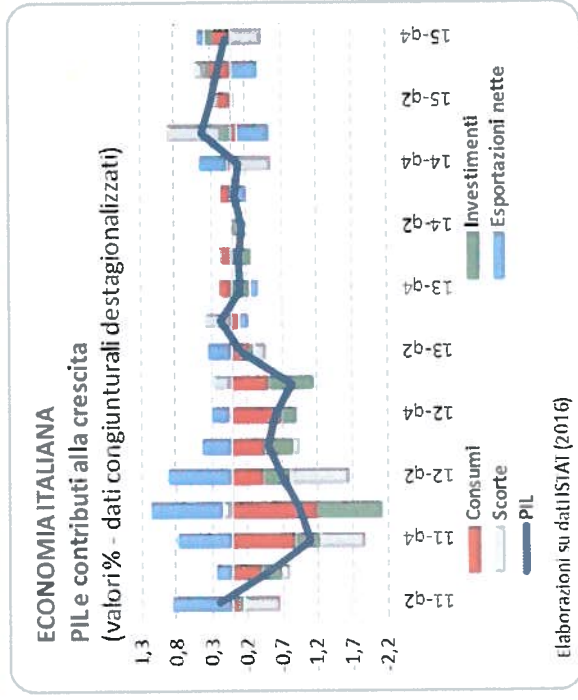 ECONOMIA ITALIANA
PIL e contributi alla crescita
(valori % - dati congiunturali destagionalizzati)
1,3
0,8
0,3
-0,2
-0,7
-1,2
-1,7
-2,2
11-q2
11-q4
12-q2
12-q4
13-q2
13-q4
14-q2
14-q4
15-q2
15-q4
Consumi
Investimenti
Scorte
Esportazioni nette
PIL
Elaborazioni su dati ISTAT (2016)